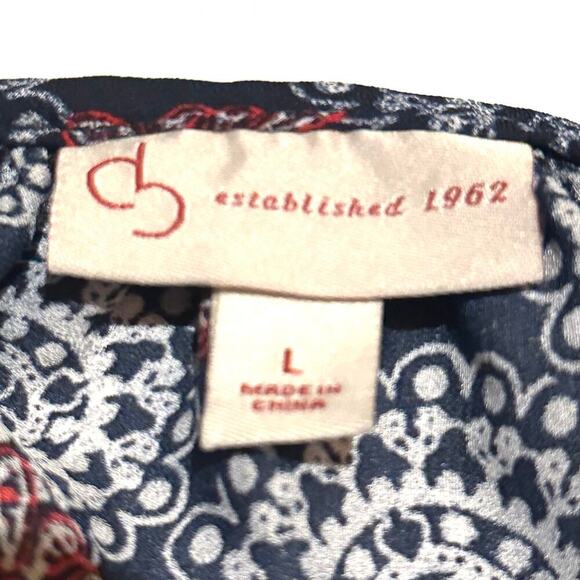 cb established 1962
L
MADE IN
CHINA